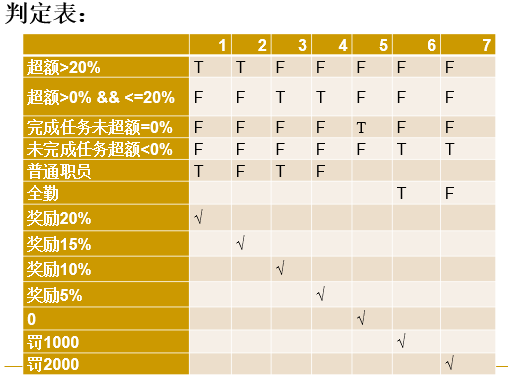 判定表：
1 2 3 4 5 6 7
超额>20% T T F F F F F
超额>0% && <=20% F F T T F F F
完成任务未超额=0% F F F F T F F
未完成任务超额<0% F F F F F T T
普通职员 T F T F
全勤 T F
奖励20% √
奖励15% √
奖励10% √
奖励5% √
0 √
罚1000 √
罚2000 √